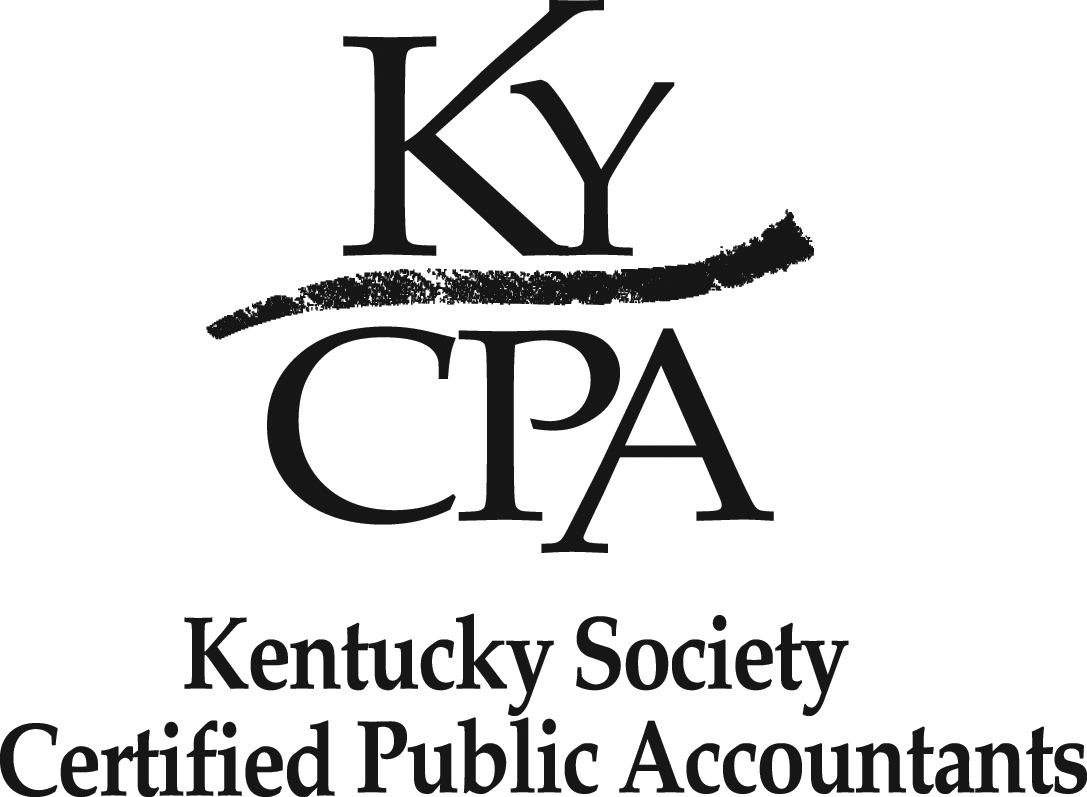 KY
CPA
Kentucky Society
Certified Public Accountants